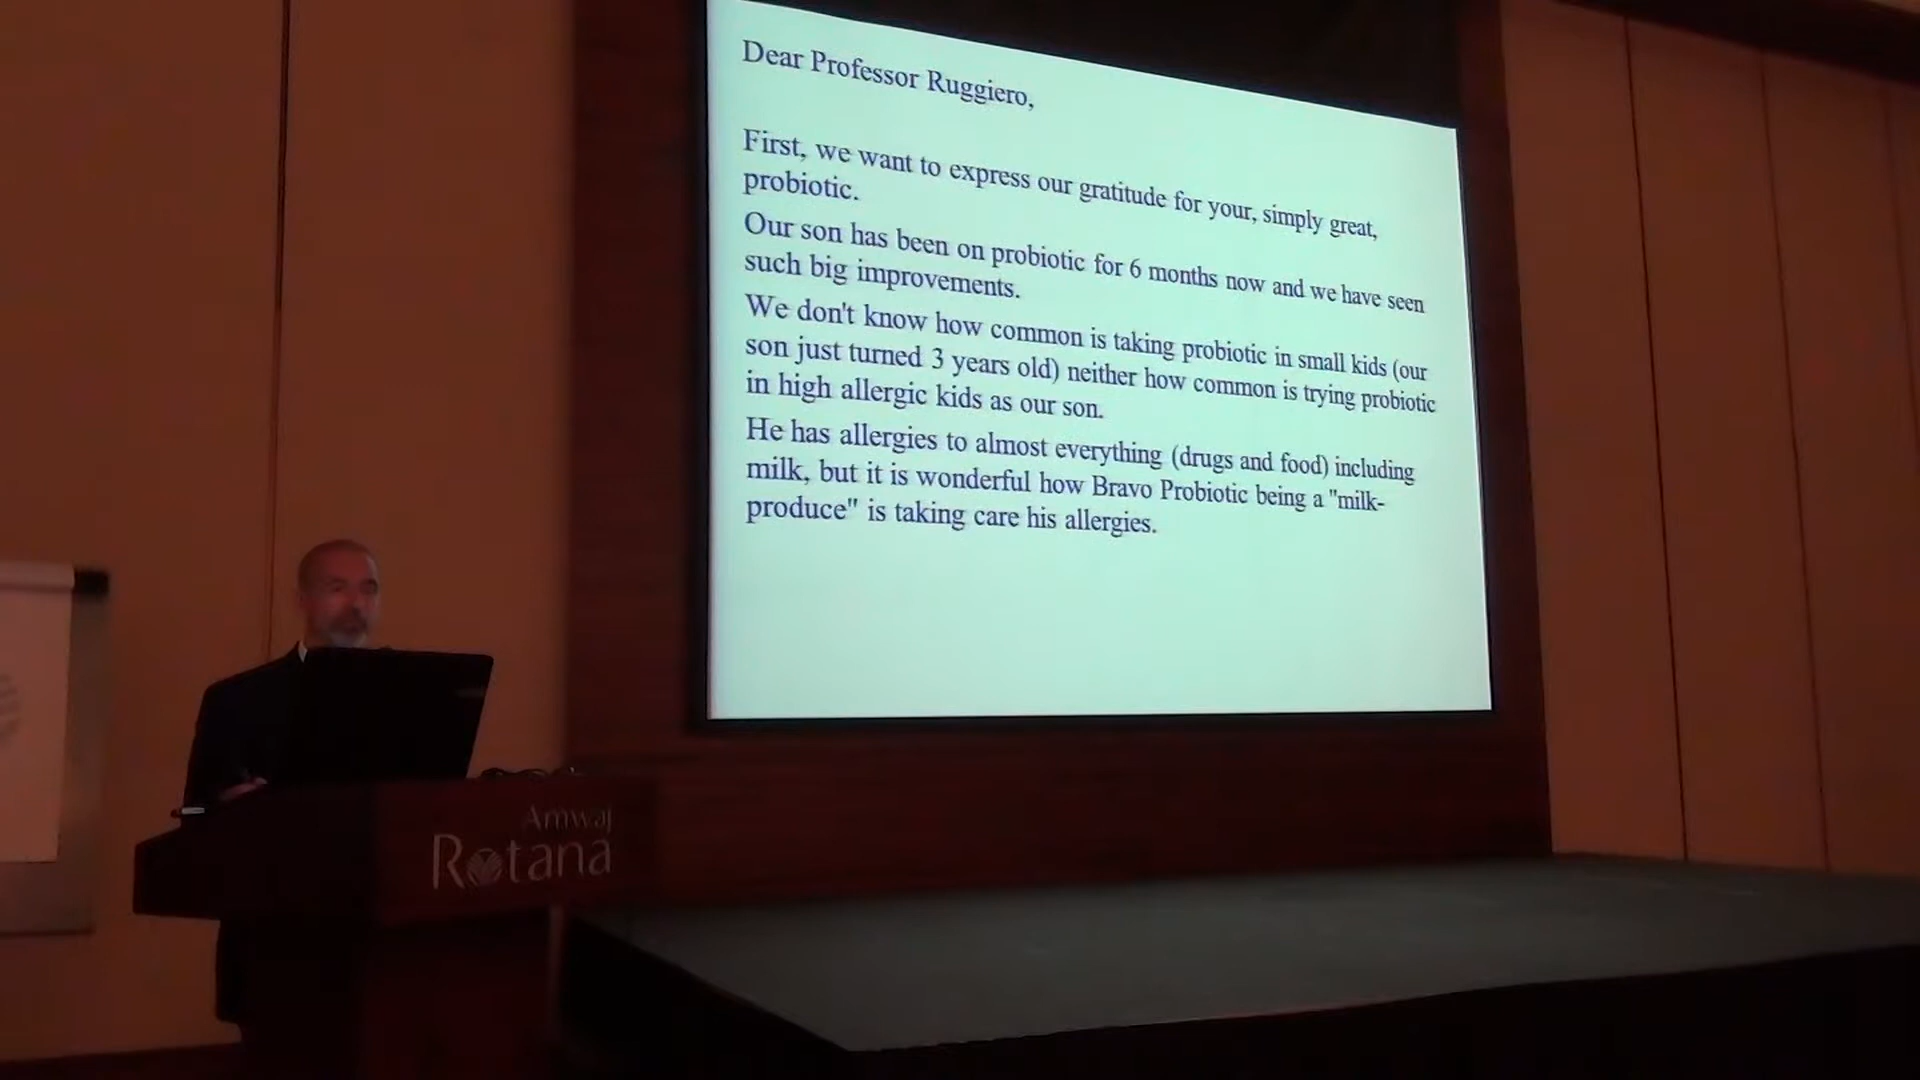 Dear Professor Ruggiero,
First, we want to express our gratitude for your, simply great,
probiotic.
Our son has been on probiotic for 6 months now and we have seen
such big improvements.
We don't know how common is taking probiotic in small kids (our
son just turned 3 years old) neither how common is trying probiotic
in high allergic kids as our son.
He has allergies to almost everything (drugs and food) including
milk, but it is wonderful how Bravo Probiotic being a "milk-
produce" is taking care his allergies.
Amwaj
Rotana